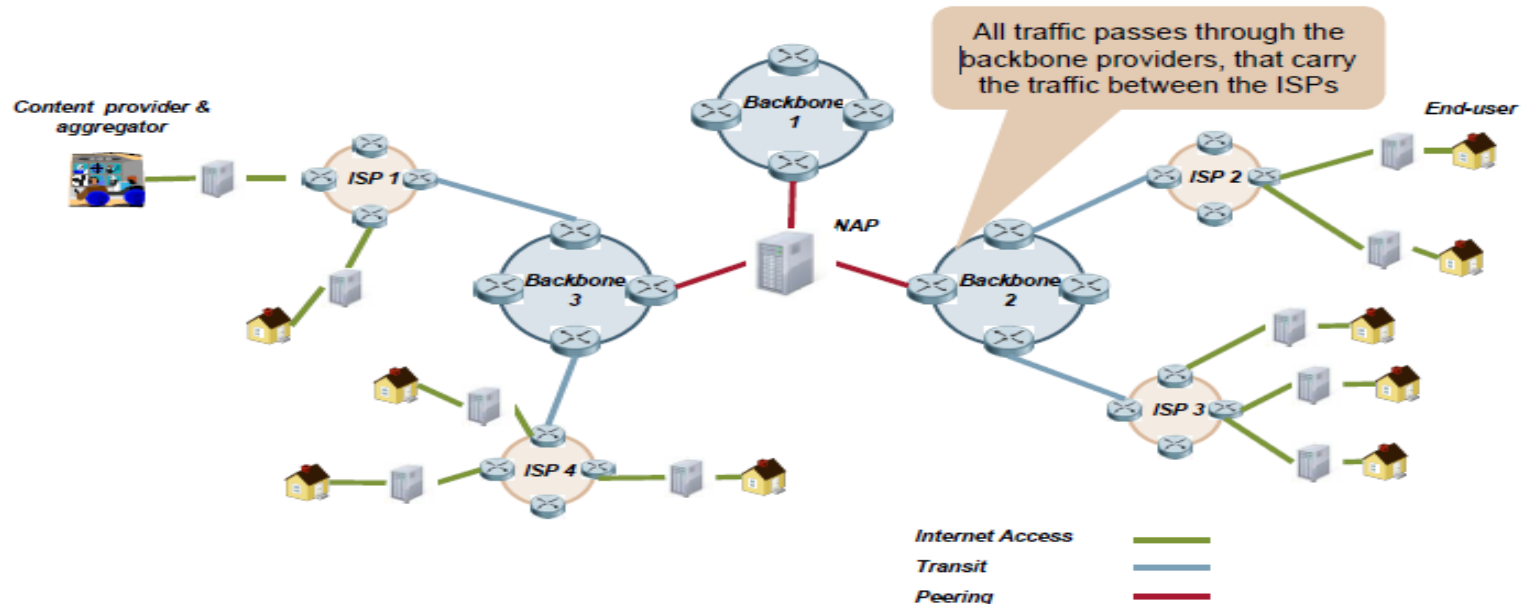 All traffic passes through the
backbone providers, that carry
the traffic between the ISPs
Content provider &
aggregator
Backbone
1
End-user
ISP 1
ISP 2
NAP
Backbone
3
Backbone
2
ISP 3
ISP 4
Internet Access
Transit
Peering